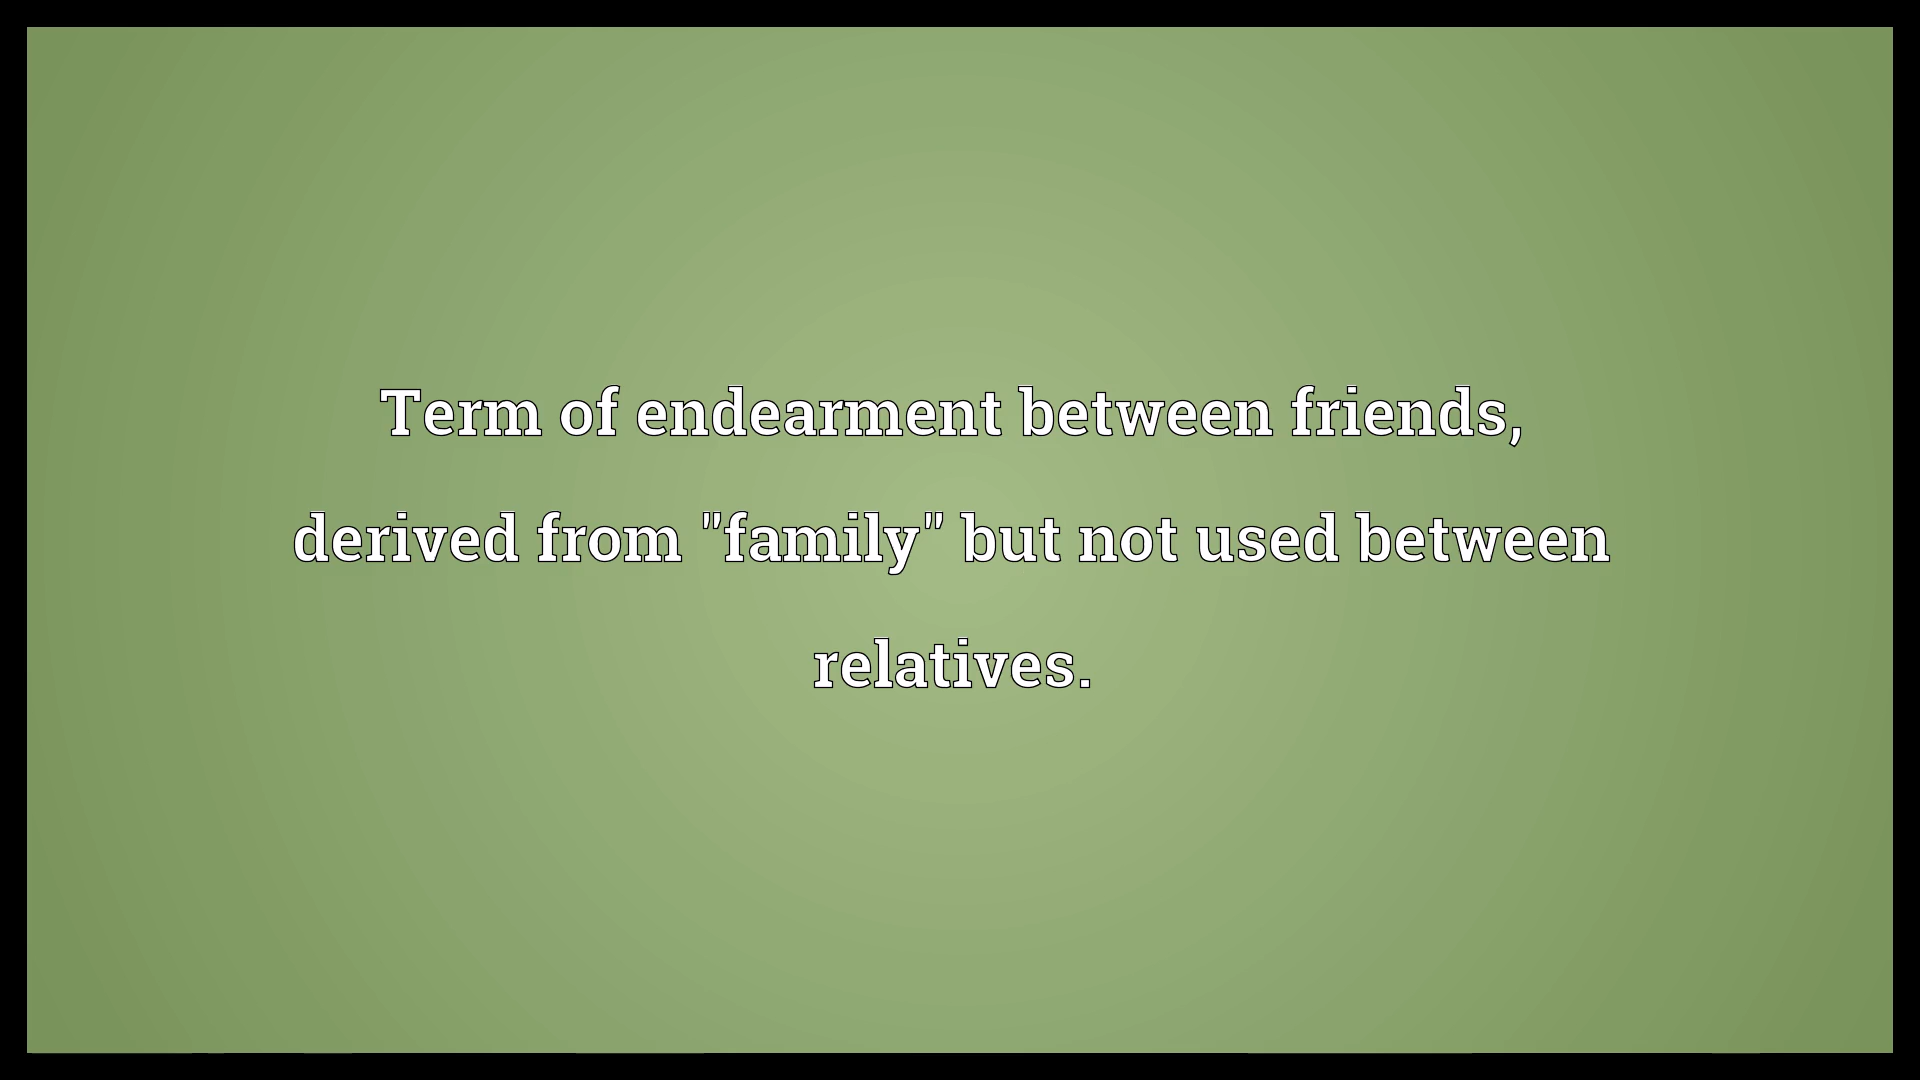 Term of endearment between friends,
derived from "family" but not used between
relatives.